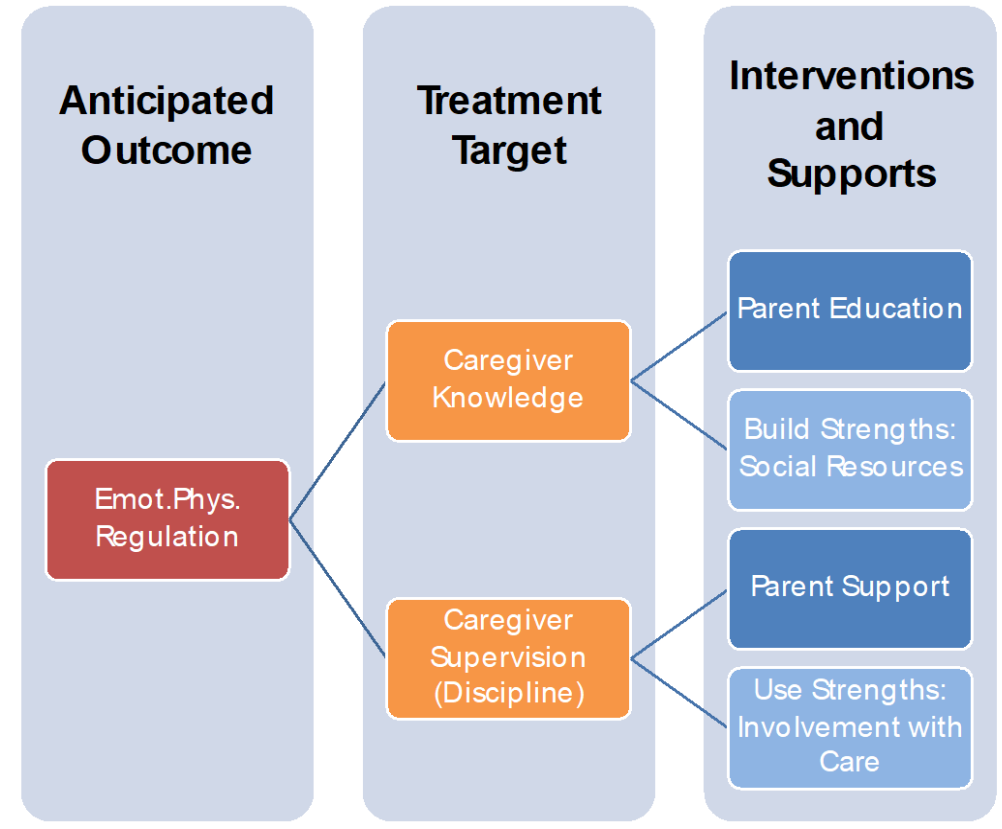 Anticipated
Outcome
Treatment
Target
Interventions
and
Supports
Emot.Phys.
Regulation
Caregiver
Knowledge
Caregiver
Supervision
(Discipline)
Parent Education
Build Strengths:
Social Resources
Parent Support
Use Strengths:
Involvement with
Care